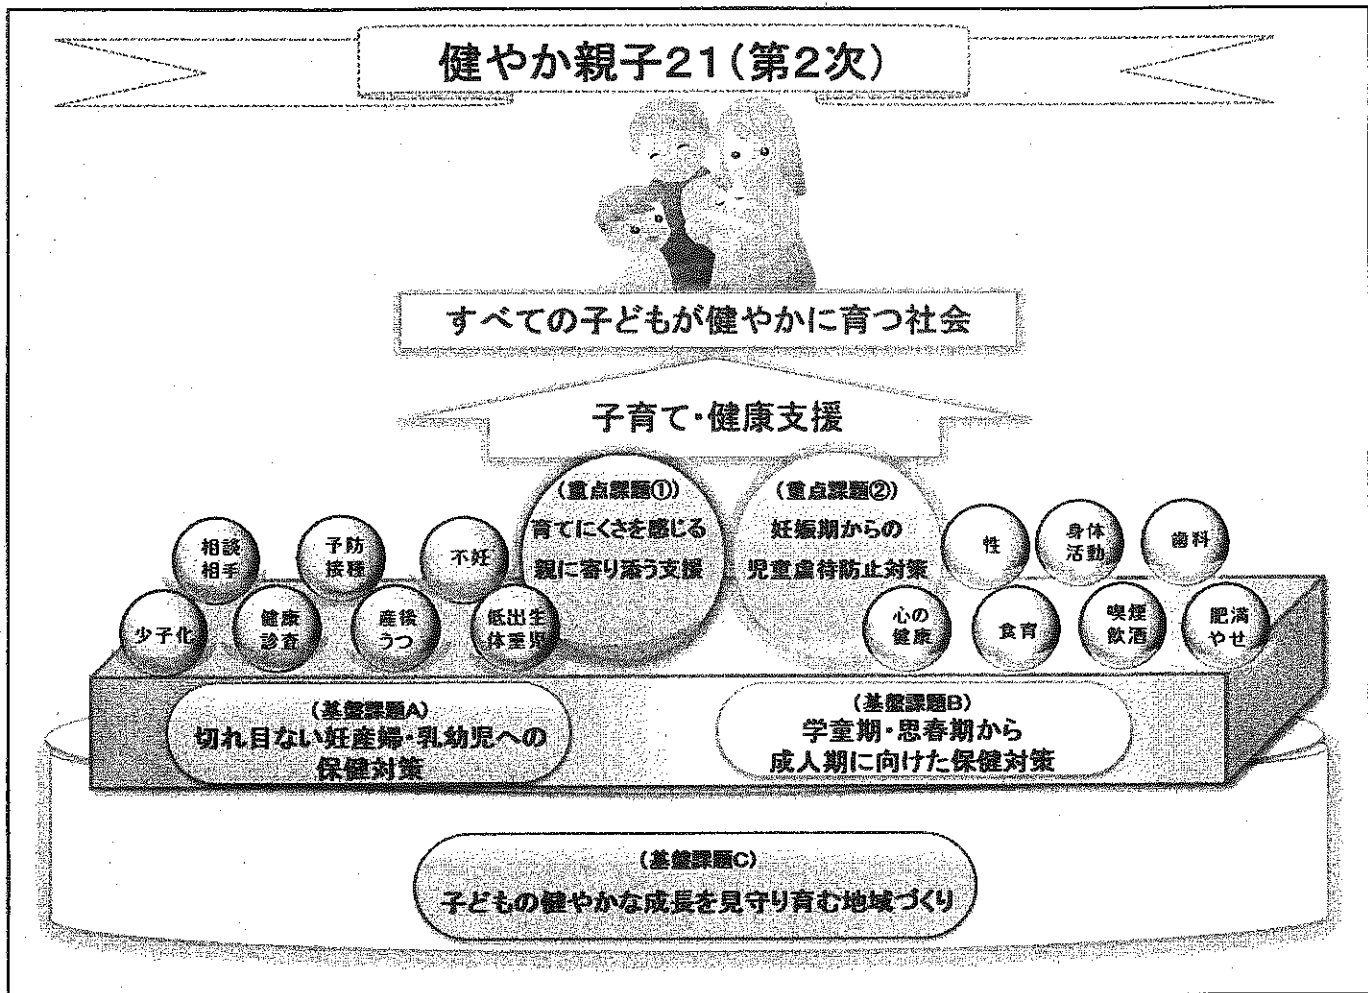 健やか親子21(第2次)
すべての子どもが健やかに育つ社会
子育て・健康支援
(重点課題①)
育てにくさを感じる
親に寄り添う支援
(重点課題②)
妊娠期からの
児童虐待防止対策
相談
相手
予防
接種
不妊
少子化
健康
診査
産後
うつ
低出生
体重児
性
身体
活動
歯科
心の
健康
食育
喫煙
飲酒
肥満
やせ
(基盤課題A)
切れ目ない妊産婦・乳幼児への
保健対策
(基盤課題B)
学童期・思春期から
成人期に向けた保健対策
(基盤課題C)
子どもの健やかな成長を見守り育む地域づくり